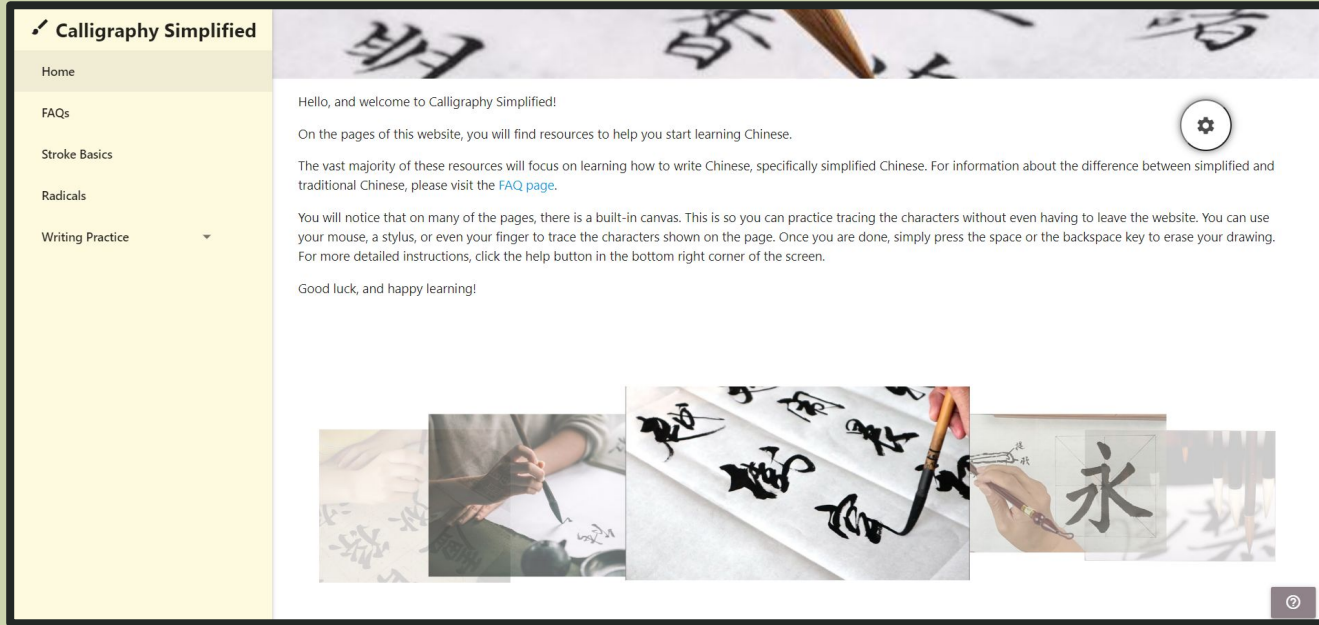 Calligraphy Simplified
Home
FAQs
Stroke Basics
Radicals
Writing Practice
Hello, and welcome to Calligraphy Simplified!
On the pages of this website, you will find resources to help you start learning Chinese.
The vast majority of these resources will focus on learning how to write Chinese, specifically simplified Chinese. For information about the difference between simplified and
traditional Chinese, please visit the FAQ page.
You will notice that on many of the pages, there is a built-in canvas. This is so you can practice tracing the characters without even having to leave the website. You can use
your mouse, a stylus, or even your finger to trace the characters shown on the page. Once you are done, simply press the space or the backspace key to erase your drawing.
For more detailed instructions, click the help button in the bottom right corner of the screen.
Good luck, and happy learning!
永